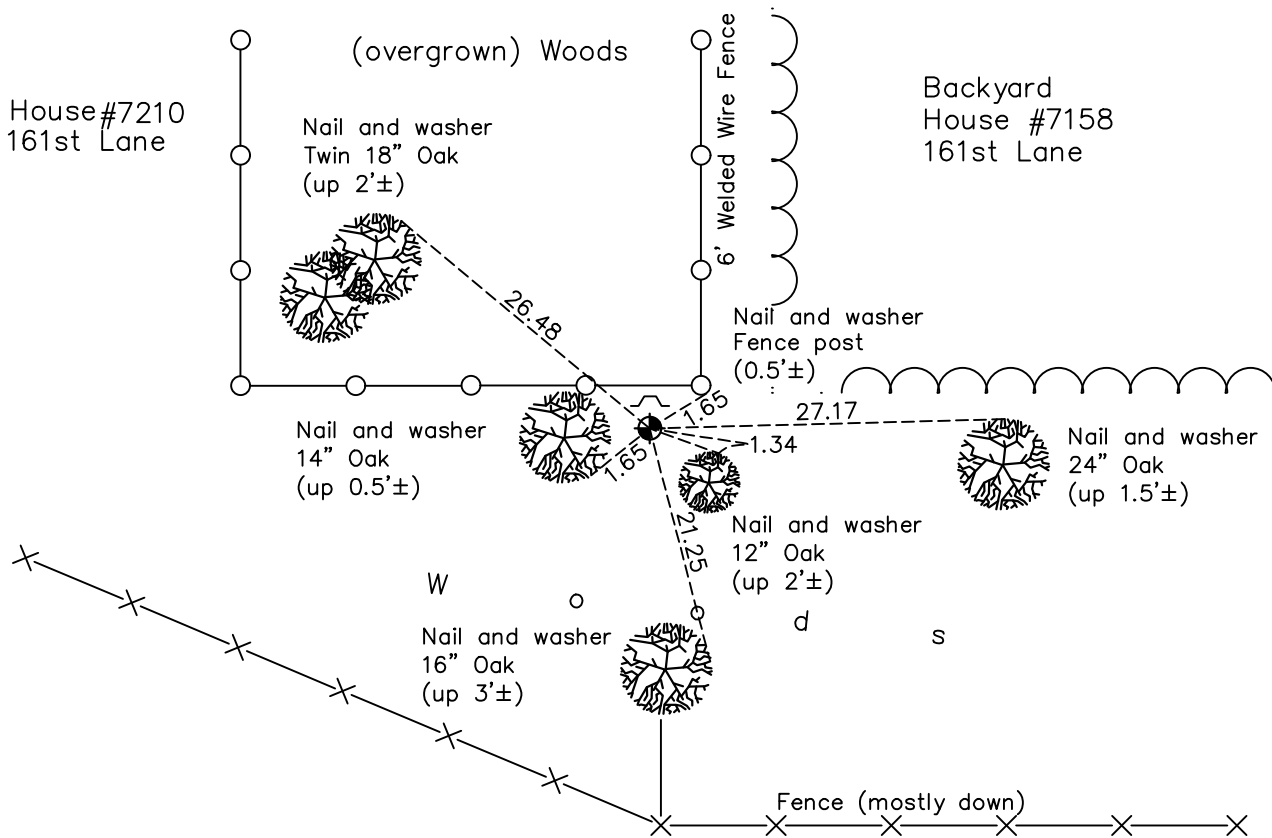 (overgrown) Woods
6' Welded Wire Fence
Backyard
House #7158
161st Lane
House#7210
161st Lane
Nail and washer
Twin 18" Oak
(up 2'±)
26.48
Nail and washer
Fence post
(0.5'±)
1.65
27.17
1.34
1.65
Nail and washer
14" Oak
(up 0.5'±)
Nail and washer
24" Oak
(up 1.5'±)
21.25
Nail and washer
12" Oak
(up 2'±)
W o o d s
Nail and washer
16" Oak
(up 3'±)
Fence (mostly down)